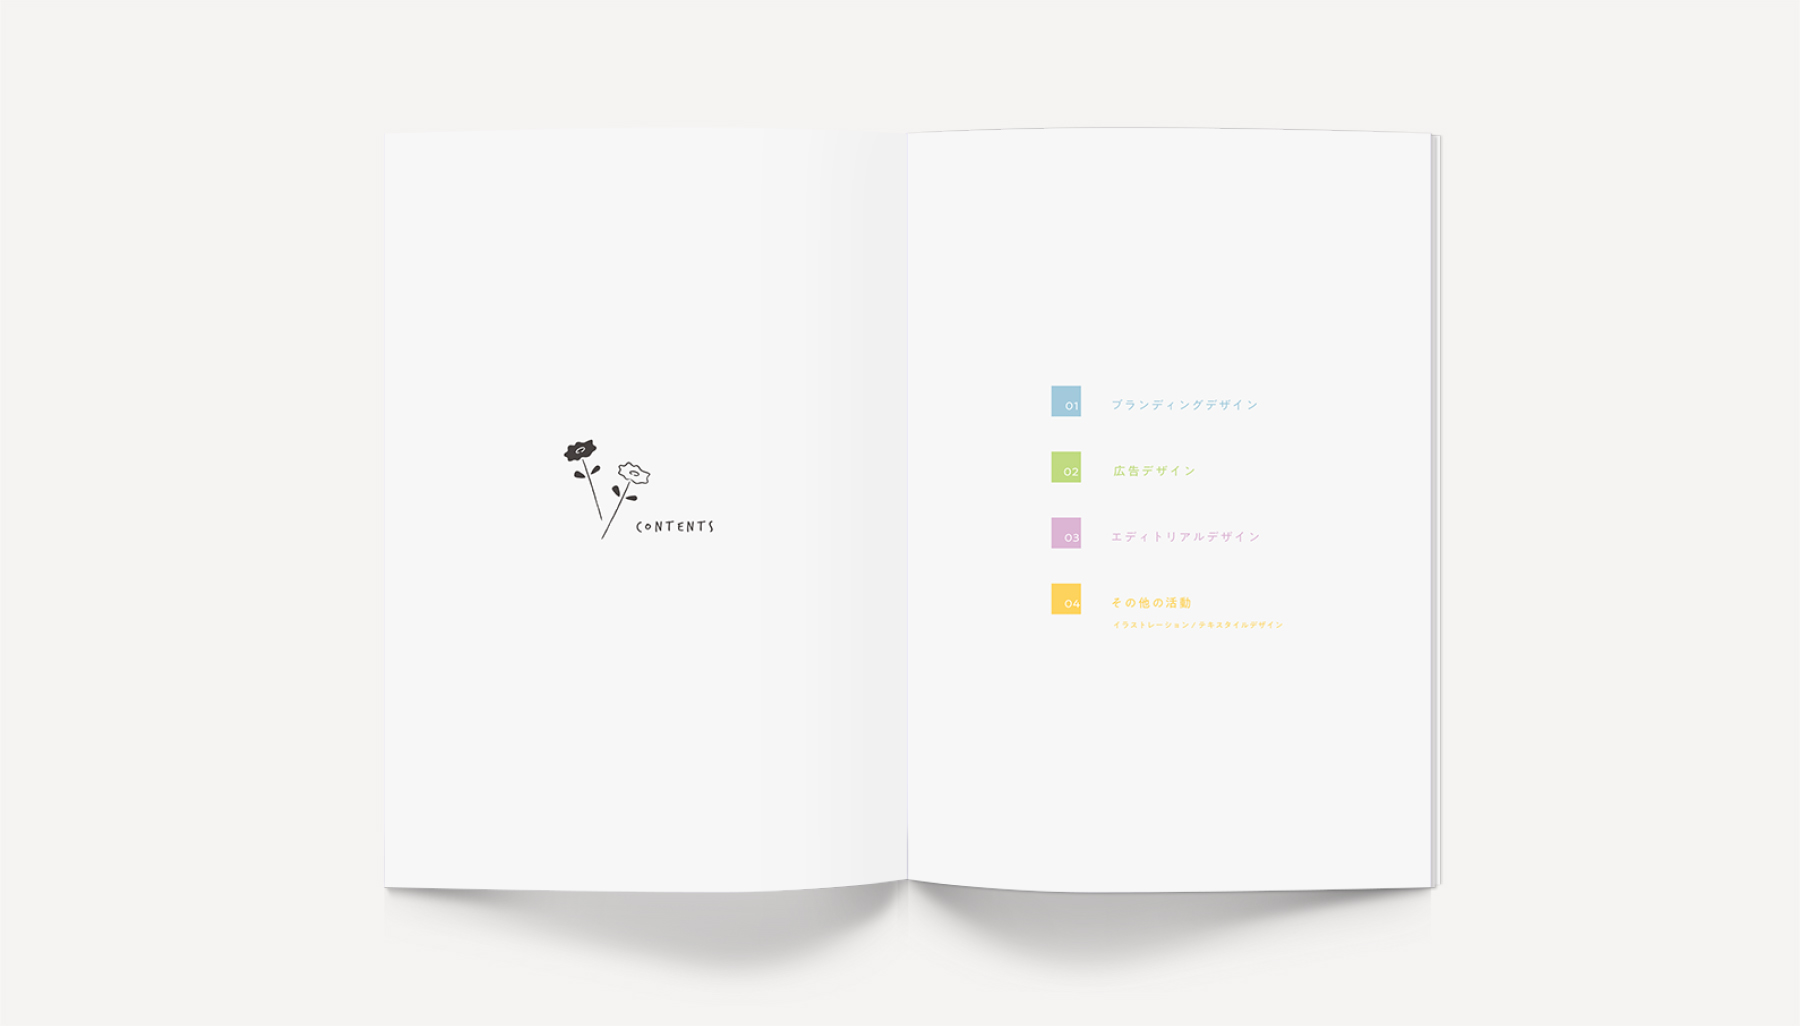 CONTENTS
01 ブランディングデザイン
02 広告デザイン
03 エディトリアルデザイン
04 その他の活動
イラストレーション/テキスタイルデザイン